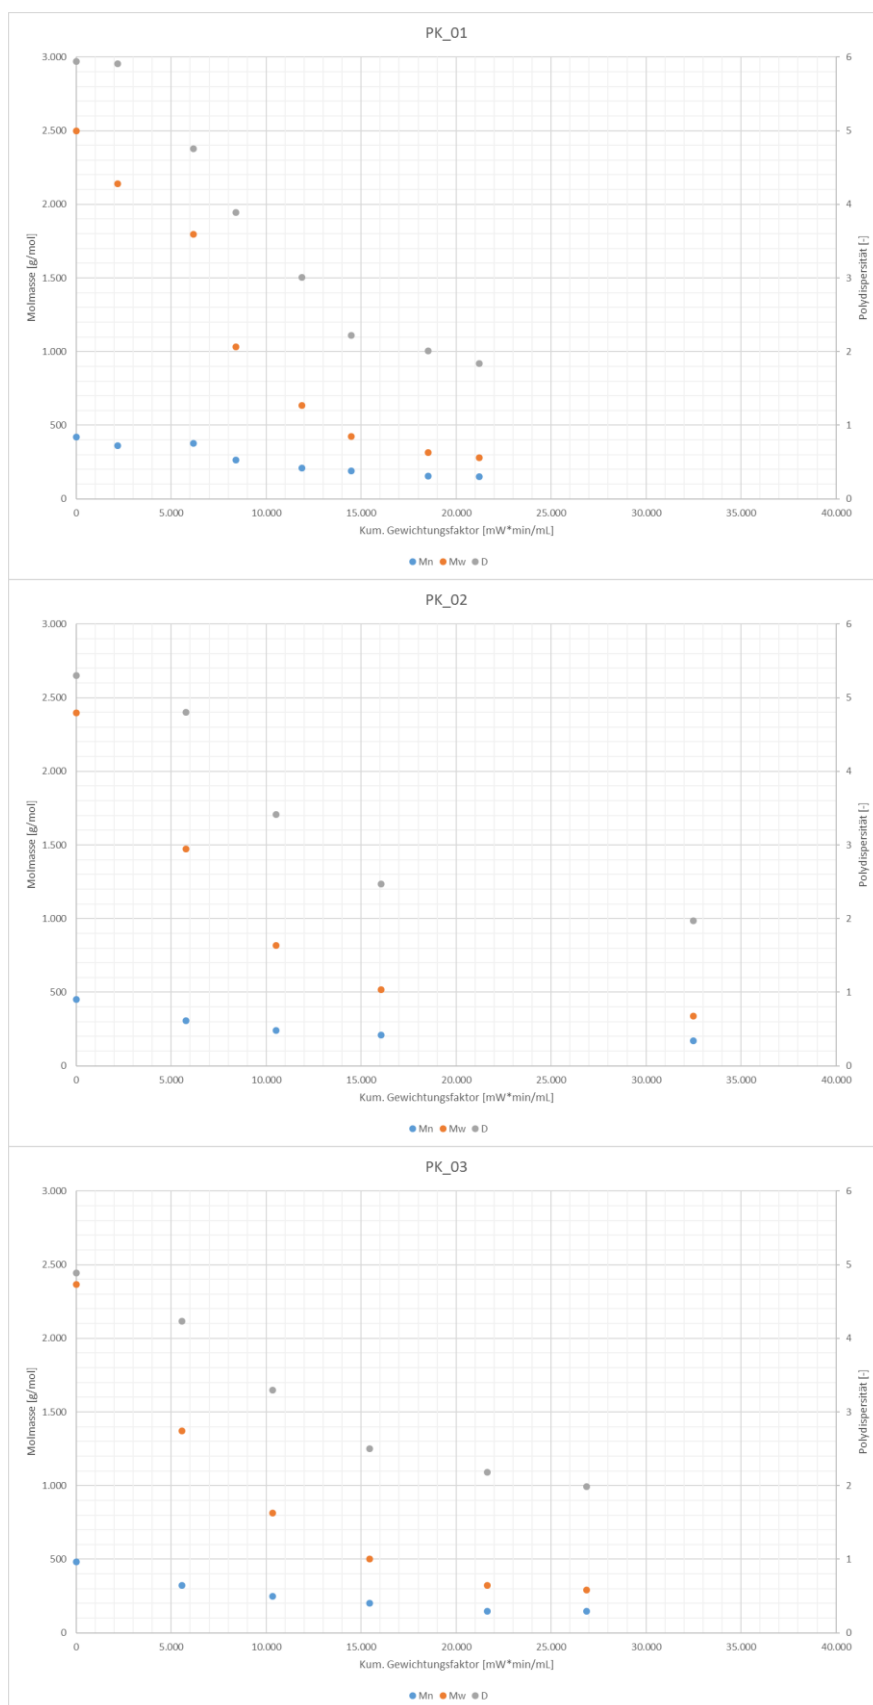 PK_01
3.000
2.500
2.000
1.500
1.000
500
0
Molmasse [g/mol]
6
5
4
3
2
1
0
Polydispersität [-]
0 5.000 10.000 15.000 20.000 25.000 30.000 35.000 40.000
Kum. Gewichtungsfaktor [mW*min/mL]
Mn Mw D
PK_02
3.000
2.500
2.000
1.500
1.000
500
0
Molmasse [g/mol]
6
5
4
3
2
1
0
Polydispersität [-]
0 5.000 10.000 15.000 20.000 25.000 30.000 35.000 40.000
Kum. Gewichtungsfaktor [mW*min/mL]
Mn Mw D
PK_03
3.000
2.500
2.000
1.500
1.000
500
0
Molmasse [g/mol]
6
5
4
3
2
1
0
Polydispersität [-]
0 5.000 10.000 15.000 20.000 25.000 30.000 35.000 40.000
Kum. Gewichtungsfaktor [mW*min/mL]
Mn Mw D